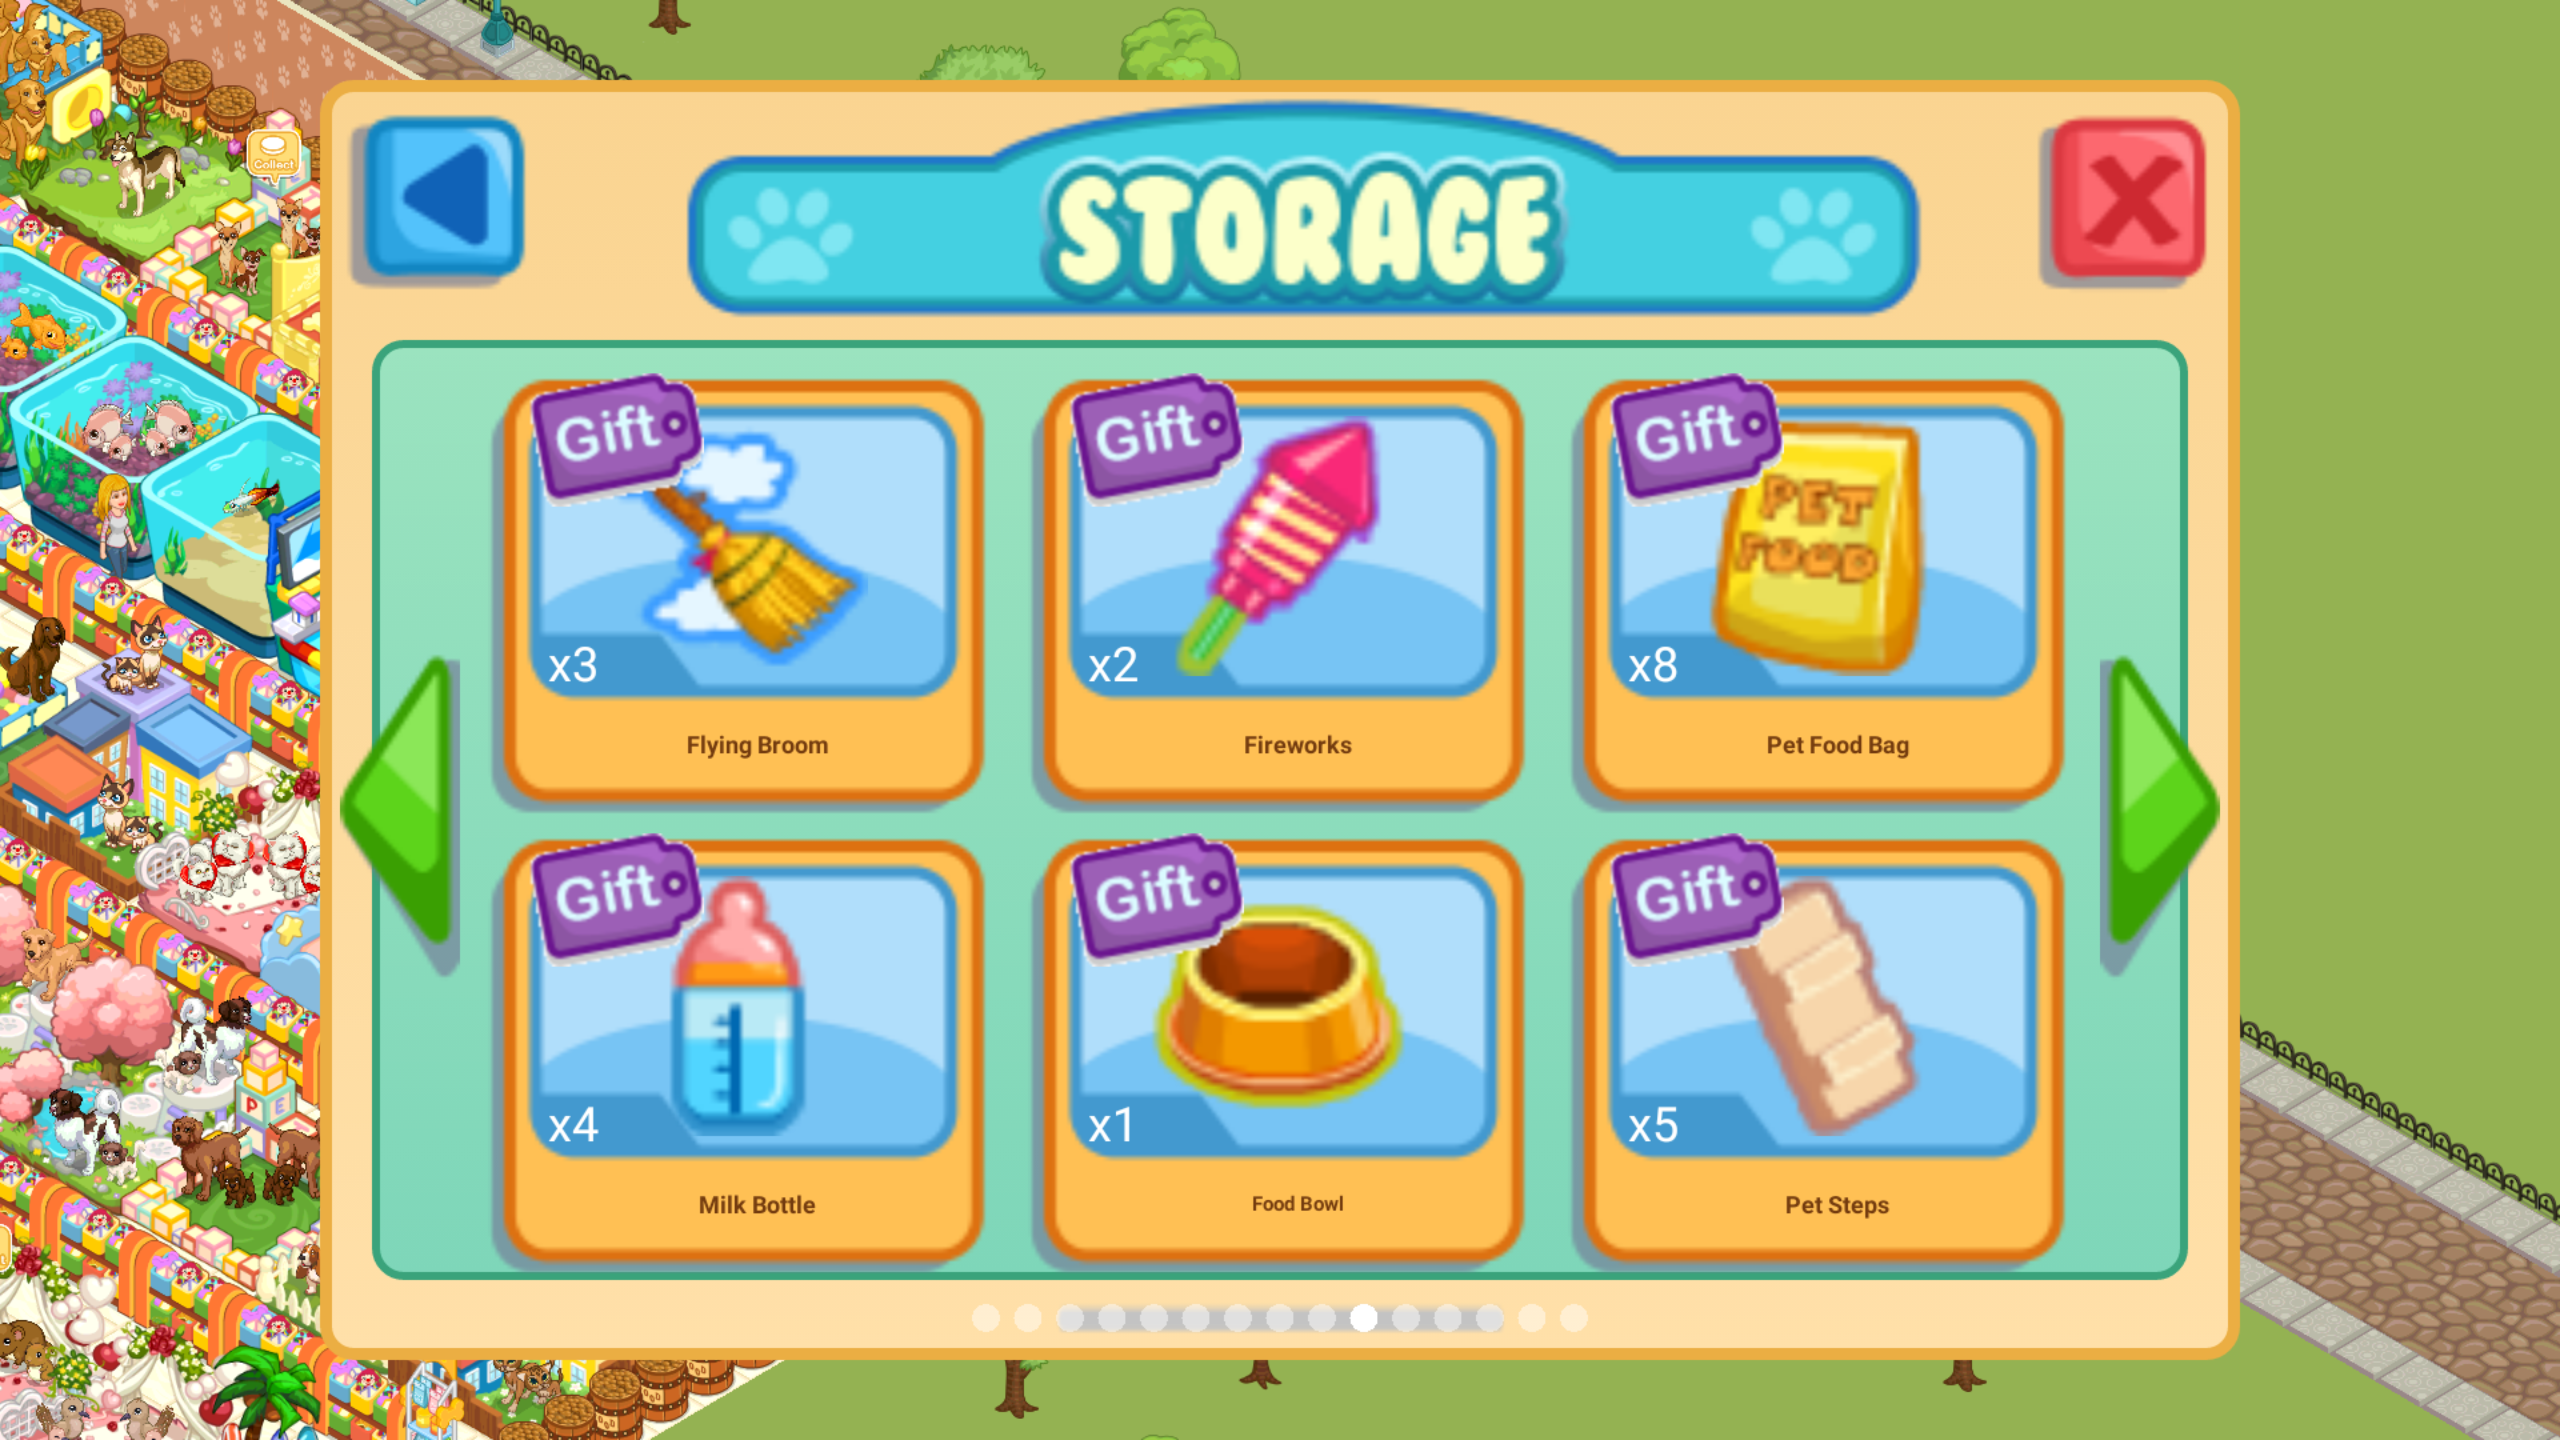 Collect
STORAGE
Gift
x3
Flying Broom
Gift
x2
Fireworks
Gift
PET
FOOD
x8
Pet Food Bag
Gift
x4
Milk Bottle
Gift
x1
Food Bowl
Gift
x5
Pet Steps
P E